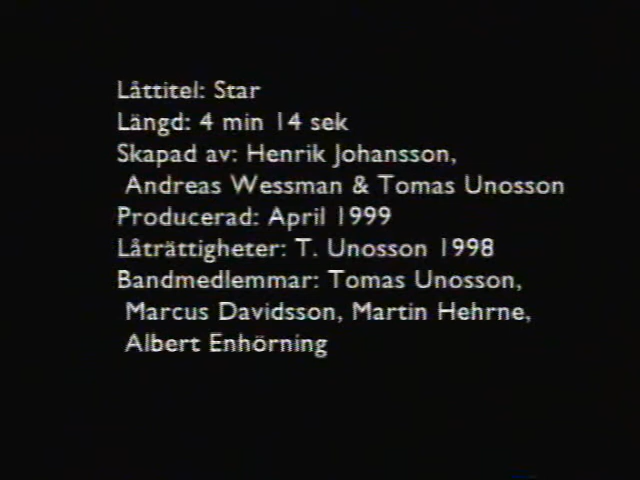 Låttitel: Star
Längd: 4 min 14 sek
Skapad av: Henrik Johansson,
Andreas Wessman & Tomas Unosson
Producerad: April 1999
Låträttigheter: T. Unosson 1998
Bandmedlemmar: Tomas Unosson,
Marcus Davidsson, Martin Hehrne,
Albert Enhörning